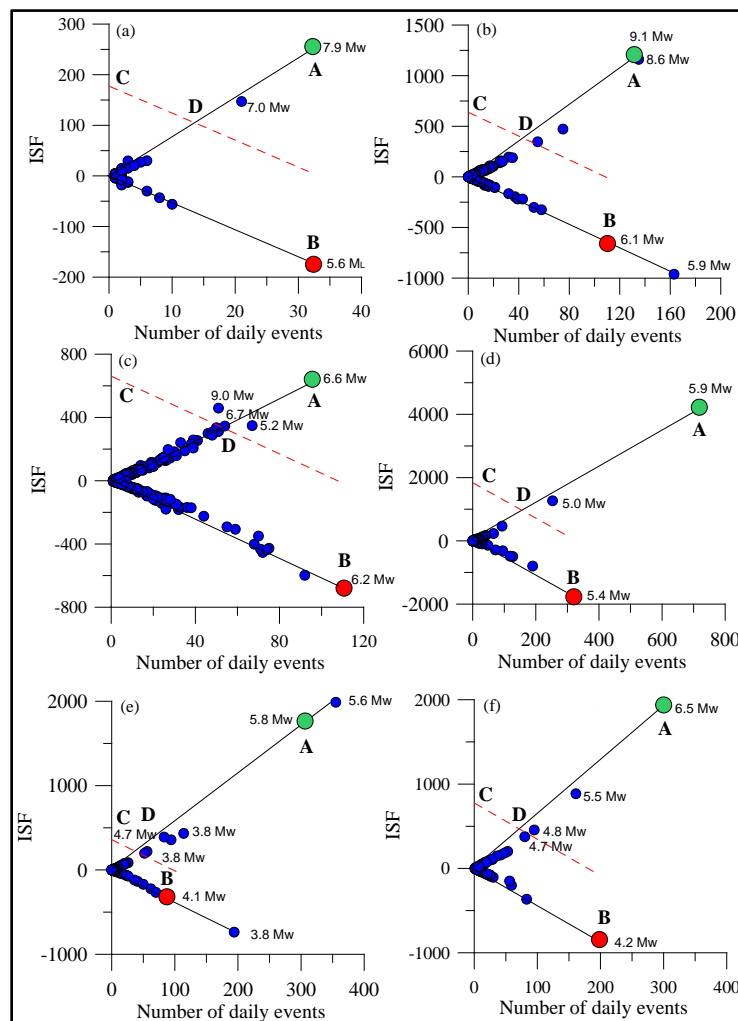 (a)
300
200
100
0
-100
-200
ISF
0 10 20 30 40
Number of daily events
C
D
A
B
7.9 Mw
7.0 Mw
5.6 ML
(b)
1250
1000
500
0
-500
-1000
ISF
0 40 80 120 160 200
Number of daily events
9.1 Mw
8.6 Mw
A
C
D
B
6.1 Mw
5.9 Mw
(c)
800
400
0
-400
-800
ISF
0 40 80 120
Number of daily events
C
9.0 Mw
6.6 Mw
A
6.7 Mw
5.2 Mw
D
B
6.2 Mw
(d)
6000
4000
2000
0
-2000
ISF
0 200 400 600 800
Number of daily events
5.9 Mw
A
C
D
5.0 Mw
B
5.4 Mw
(e)
2000
1000
0
-1000
ISF
0 100 200 300 400
Number of daily events
5.6 Mw
5.8 Mw
A
C D
4.7 Mw
3.8 Mw
3.8 Mw
B
4.1 Mw
3.8 Mw
(f)
2000
1000
0
-1000
ISF
0 100 200 300 400
Number of daily events
6.5 Mw
A
5.5 Mw
C
D
4.8 Mw
4.7 Mw
B
4.2 Mw